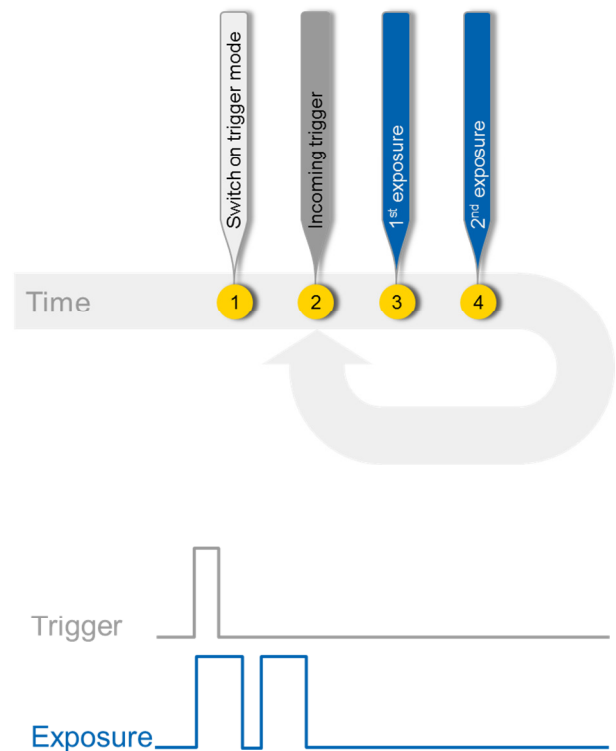 Switch on trigger mode
Incoming trigger
1st exposure
2nd exposure
Time
1
2
3
4
Trigger
Exposure